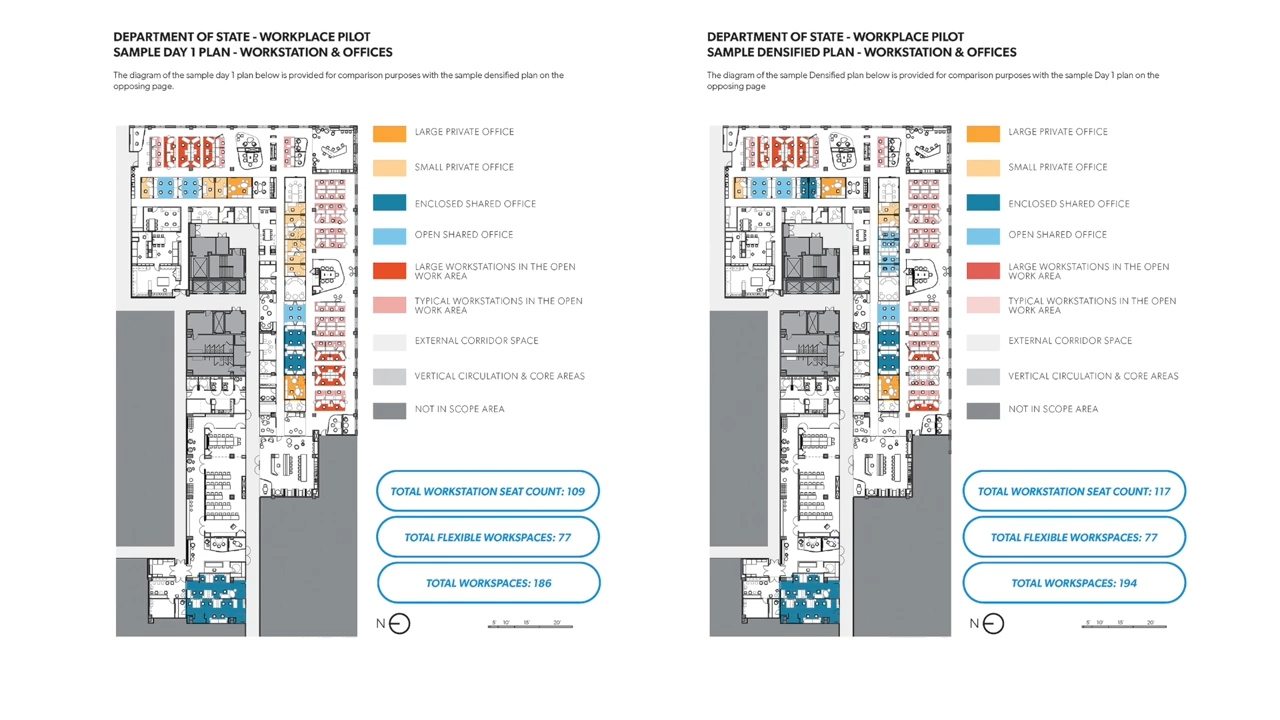 DEPARTMENT OF STATE - WORKPLACE PILOT
SAMPLE DAY 1 PLAN - WORKSTATION & OFFICES
The diagram of the sample day 1 plan below is provided for comparison purposes with the sample densified plan on the
opposing page.
LARGE PRIVATE OFFICE
SMALL PRIVATE OFFICE
ENCLOSED SHARED OFFICE
OPEN SHARED OFFICE
LARGE WORKSTATIONS IN THE OPEN
WORK AREA
TYPICAL WORKSTATIONS IN THE OPEN
WORK AREA
EXTERNAL CORRIDOR SPACE
VERTICAL CIRCULATION & CORE AREAS
NOT IN SCOPE AREA
TOTAL WORKSTATION SEAT COUNT: 109
TOTAL FLEXIBLE WORKSPACES: 77
TOTAL WORKSPACES: 186
N
5' 10' 15' 20'
DEPARTMENT OF STATE - WORKPLACE PILOT
SAMPLE DENSIFIED PLAN - WORKSTATION & OFFICES
The diagram of the sample Densified plan below is provided for comparison purposes with the sample Day 1 plan on the
opposing page
LARGE PRIVATE OFFICE
SMALL PRIVATE OFFICE
ENCLOSED SHARED OFFICE
OPEN SHARED OFFICE
LARGE WORKSTATIONS IN THE OPEN
WORK AREA
TYPICAL WORKSTATIONS IN THE OPEN
WORK AREA
EXTERNAL CORRIDOR SPACE
VERTICAL CIRCULATION & CORE AREAS
NOT IN SCOPE AREA
TOTAL WORKSTATION SEAT COUNT: 117
TOTAL FLEXIBLE WORKSPACES: 77
TOTAL WORKSPACES: 194
N
5' 10' 15' 20'